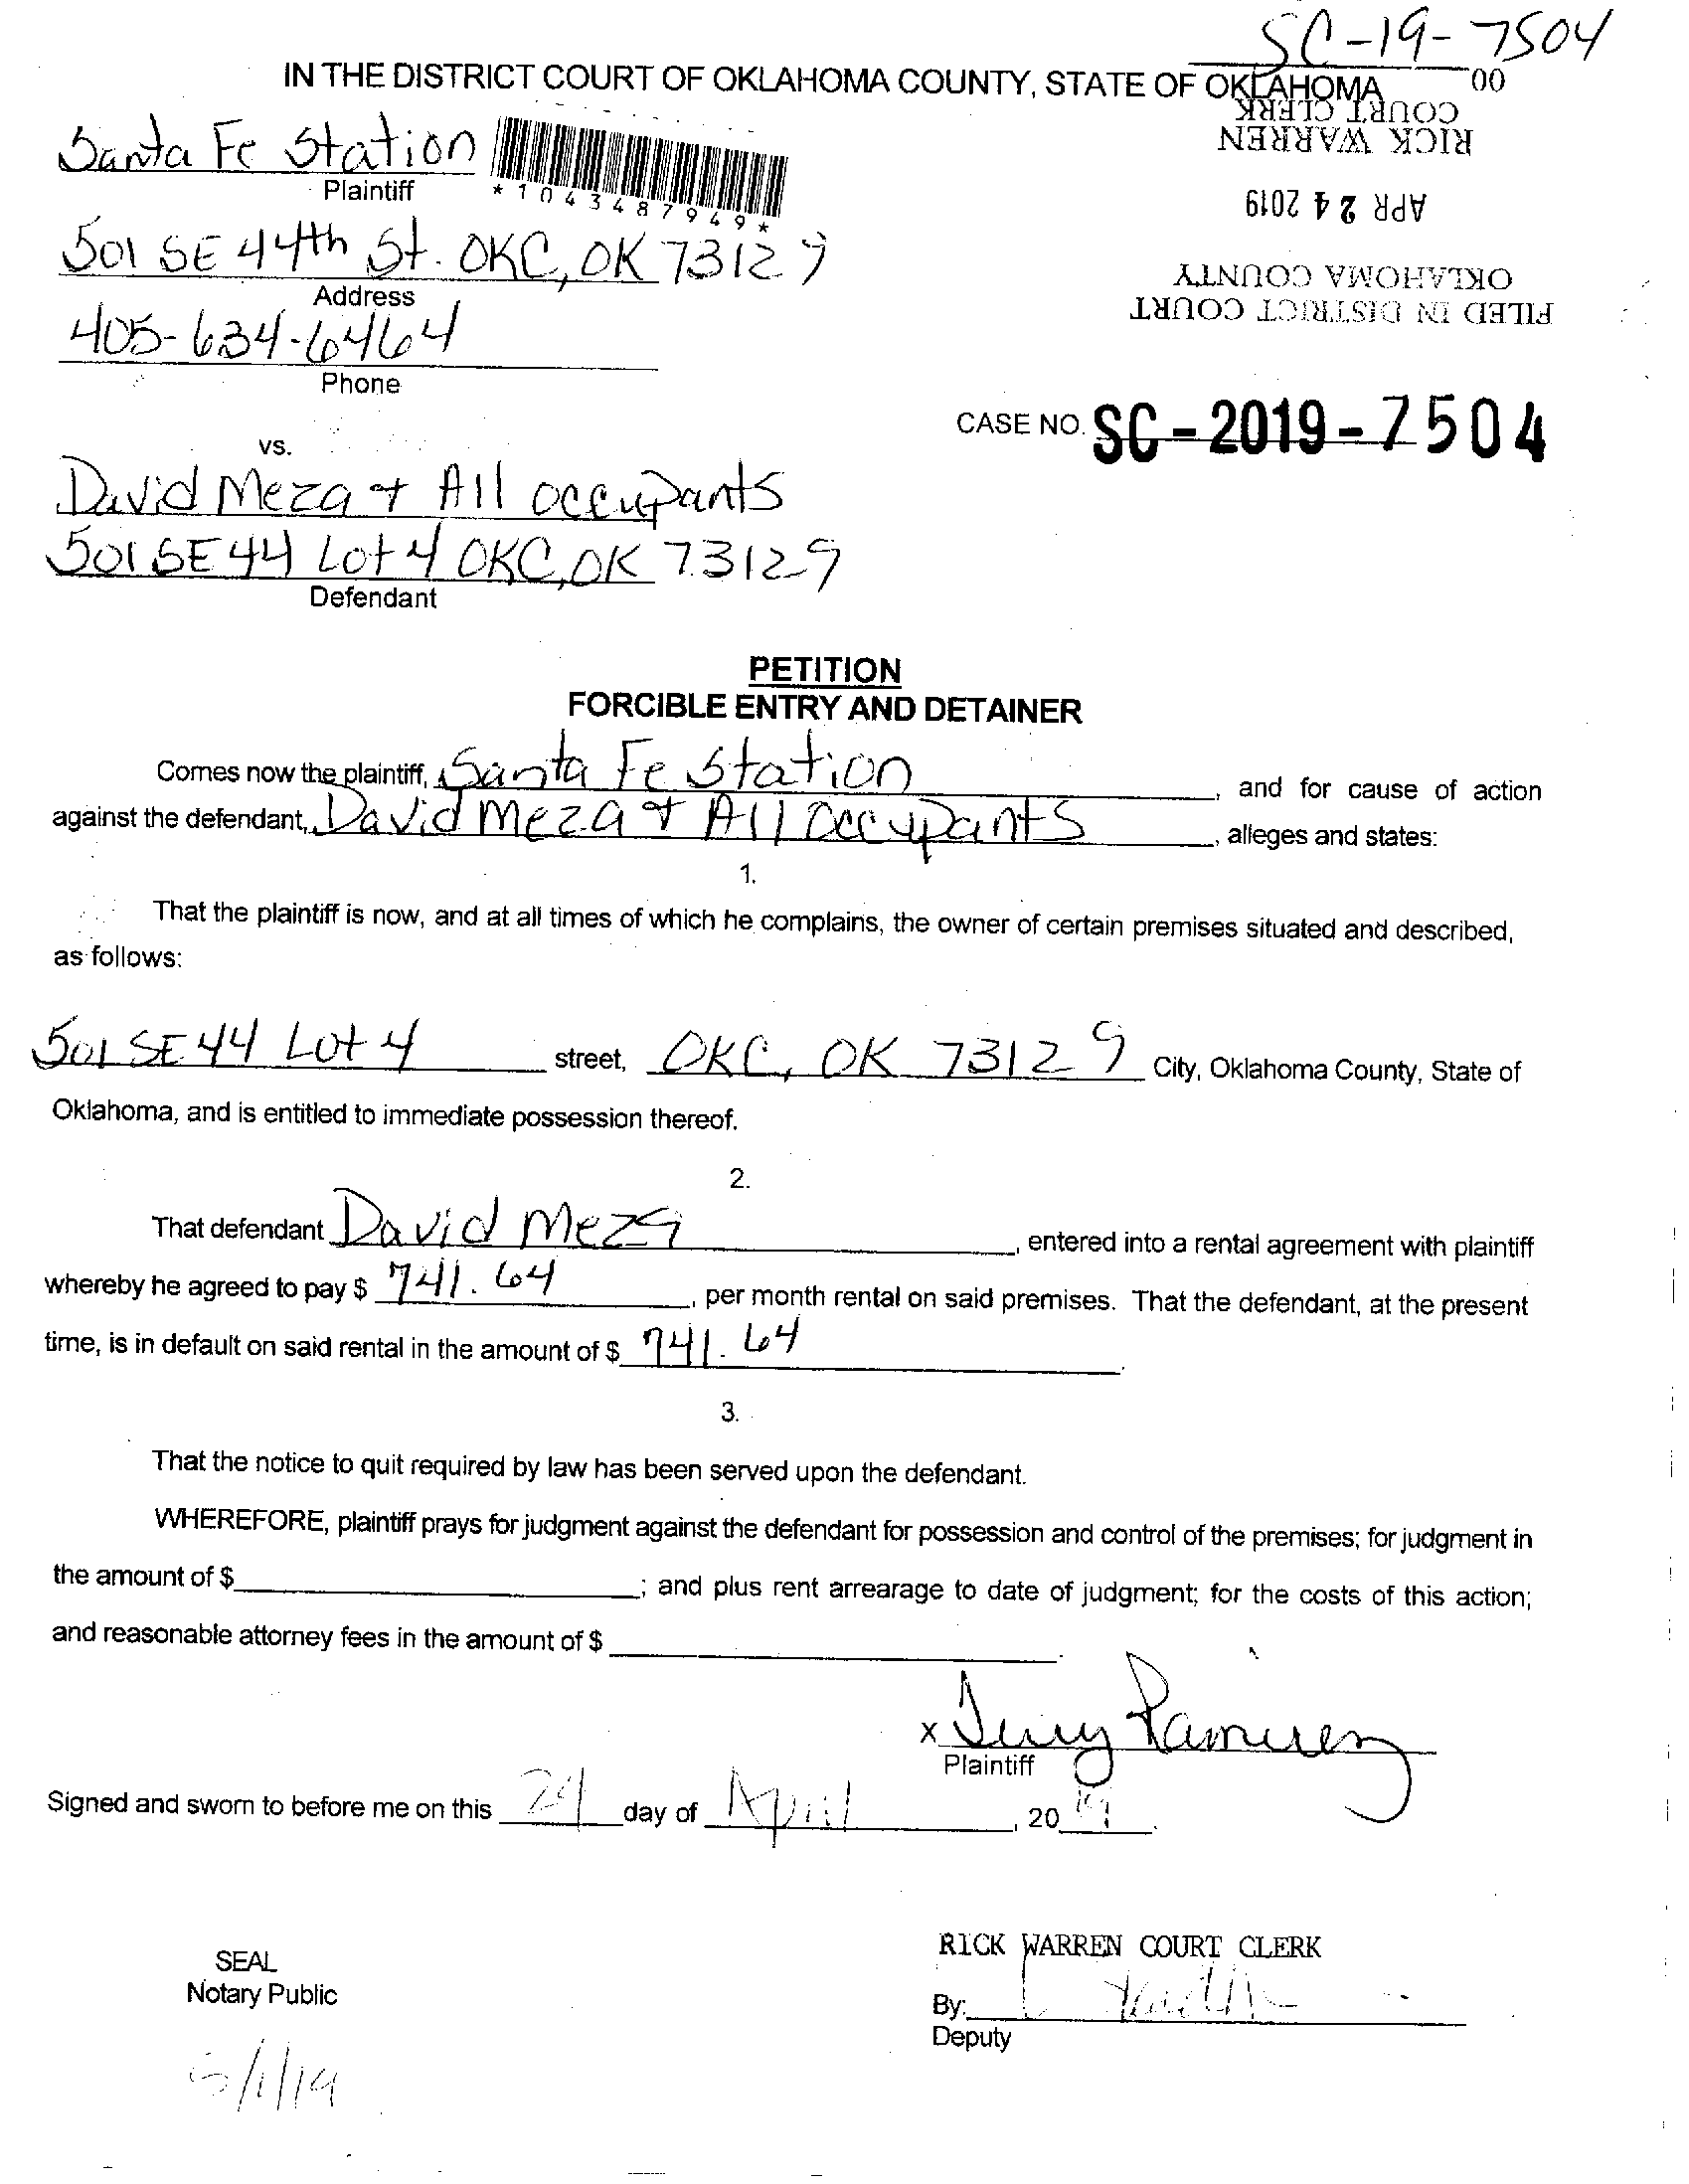 SC-19-7504
IN THE DISTRICT COURT OF OKLAHOMA COUNTY, STATE OF OKLAHOMA
00
COURT CLERK
RICK WARREN
APR 24 2019
OKLAHOMA COUNTY
FILED IN DISTRICT COURT
Santa Fe Station
Plaintiff
*1043487949*
501 SE 44th St. OKC, OK 73129
Address
405-634-6464
Phone
CASE NO. SC-2019-7504
vs.
David Meza + All occupants
501 SE 44 Lot 4 OKC, OK 73129
Defendant
PETITION
FORCIBLE ENTRY AND DETAINER
Comes now the plaintiff, Santa Fe Station, and for cause of action
against the defendant, David Meza + All Occupants, alleges and states:
1.
That the plaintiff is now, and at all times of which he complains, the owner of certain premises situated and described,
as follows:
501 SE 44 Lot 4 street, OKC, OK 73129 City, Oklahoma County, State of
Oklahoma, and is entitled to immediate possession thereof.
2.
That defendant David Meza, entered into a rental agreement with plaintiff
whereby he agreed to pay $ 741.64, per month rental on said premises. That the defendant, at the present
time, is in default on said rental in the amount of $ 741.64.
3.
That the notice to quit required by law has been served upon the defendant.
WHEREFORE, plaintiff prays for judgment against the defendant for possession and control of the premises; for judgment in
the amount of $ ; and plus rent arrearage to date of judgment; for the costs of this action;
and reasonable attorney fees in the amount of $ .
x Ramirez
Plaintiff
Signed and sworn to before me on this 24 day of April, 2019.
SEAL
Notary Public
RICK WARREN COURT CLERK
By:
Deputy
5/1/19